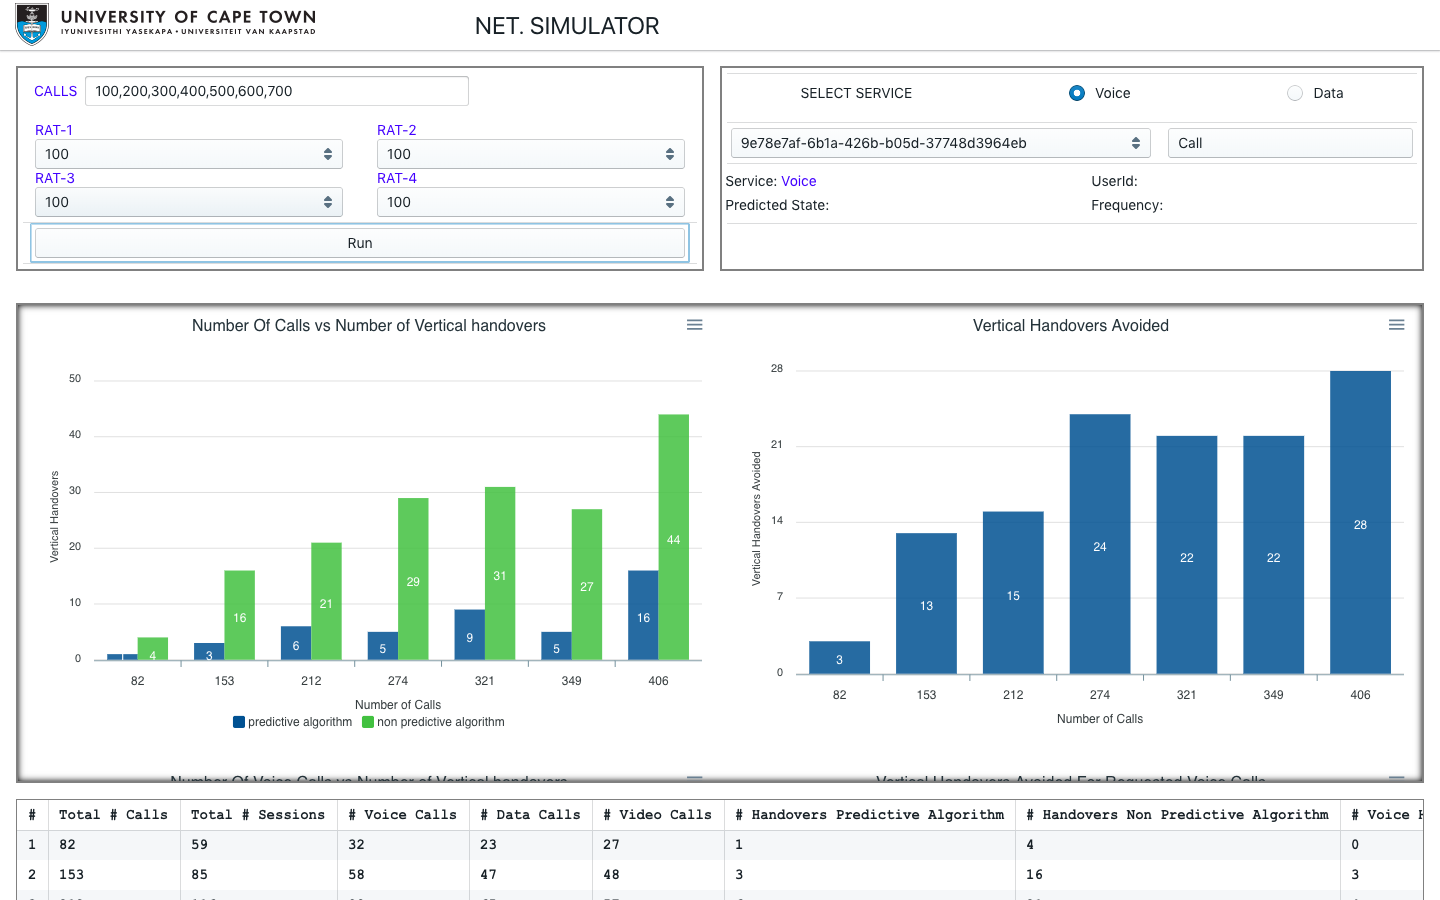 UNIVERSITY OF CAPE TOWN
IYUNIVESITHI YASEKAPA • UNIVERSITEIT VAN KAAPSTAD
NET. SIMULATOR
CALLS 100,200,300,400,500,600,700
RAT-1 RAT-2
100 100
RAT-3 RAT-4
100 100
Run
SELECT SERVICE Voice Data
9e78e7af-6b1a-426b-b05d-37748d3964eb Call
Service: Voice UserId:
Predicted State: Frequency:
Number Of Calls vs Number of Vertical handovers
50
40
30
20
10
0
Vertical Handovers
1 4 3 16 6 21 5 29 9 31 5 27 16 44
82 153 212 274 321 349 406
Number of Calls
predictive algorithm non predictive algorithm
Vertical Handovers Avoided
28
21
14
7
0
Vertical Handovers Avoided
3 13 15 24 22 22 28
82 153 212 274 321 349 406
Number of Calls
Number Of Voice Calls vs Number of Vertical handovers
Vertical Handovers Avoided For Requested Voice Calls
# Total # Calls Total # Sessions # Voice Calls # Data Calls # Video Calls # Handovers Predictive Algorithm # Handovers Non Predictive Algorithm # Voice
1 82 59 32 23 27 1 4 0
2 153 85 58 47 48 3 16 3